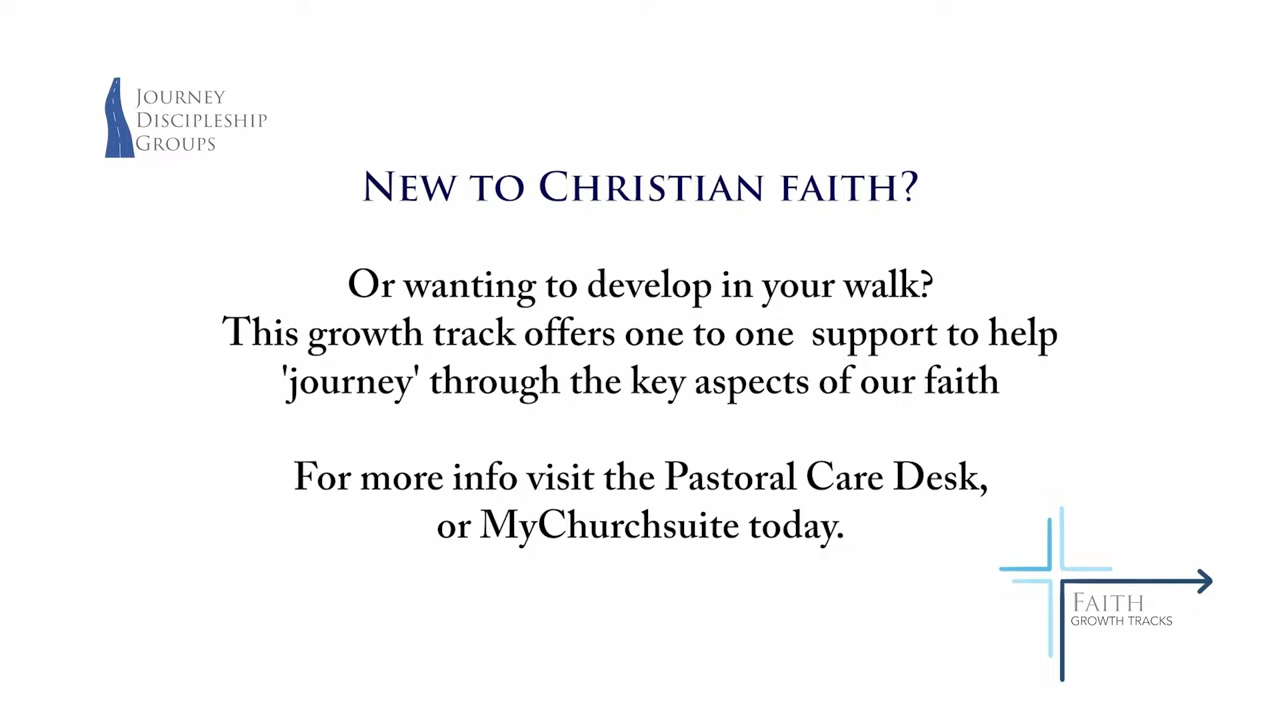 JOURNEY
DISCIPLESHIP
GROUPS
NEW TO CHRISTIAN FAITH?
Or wanting to develop in your walk?
This growth track offers one to one  support to help
'journey' through the key aspects of our faith
For more info visit the Pastoral Care Desk,
or MyChurchsuite today.
FAITH
GROWTH TRACKS